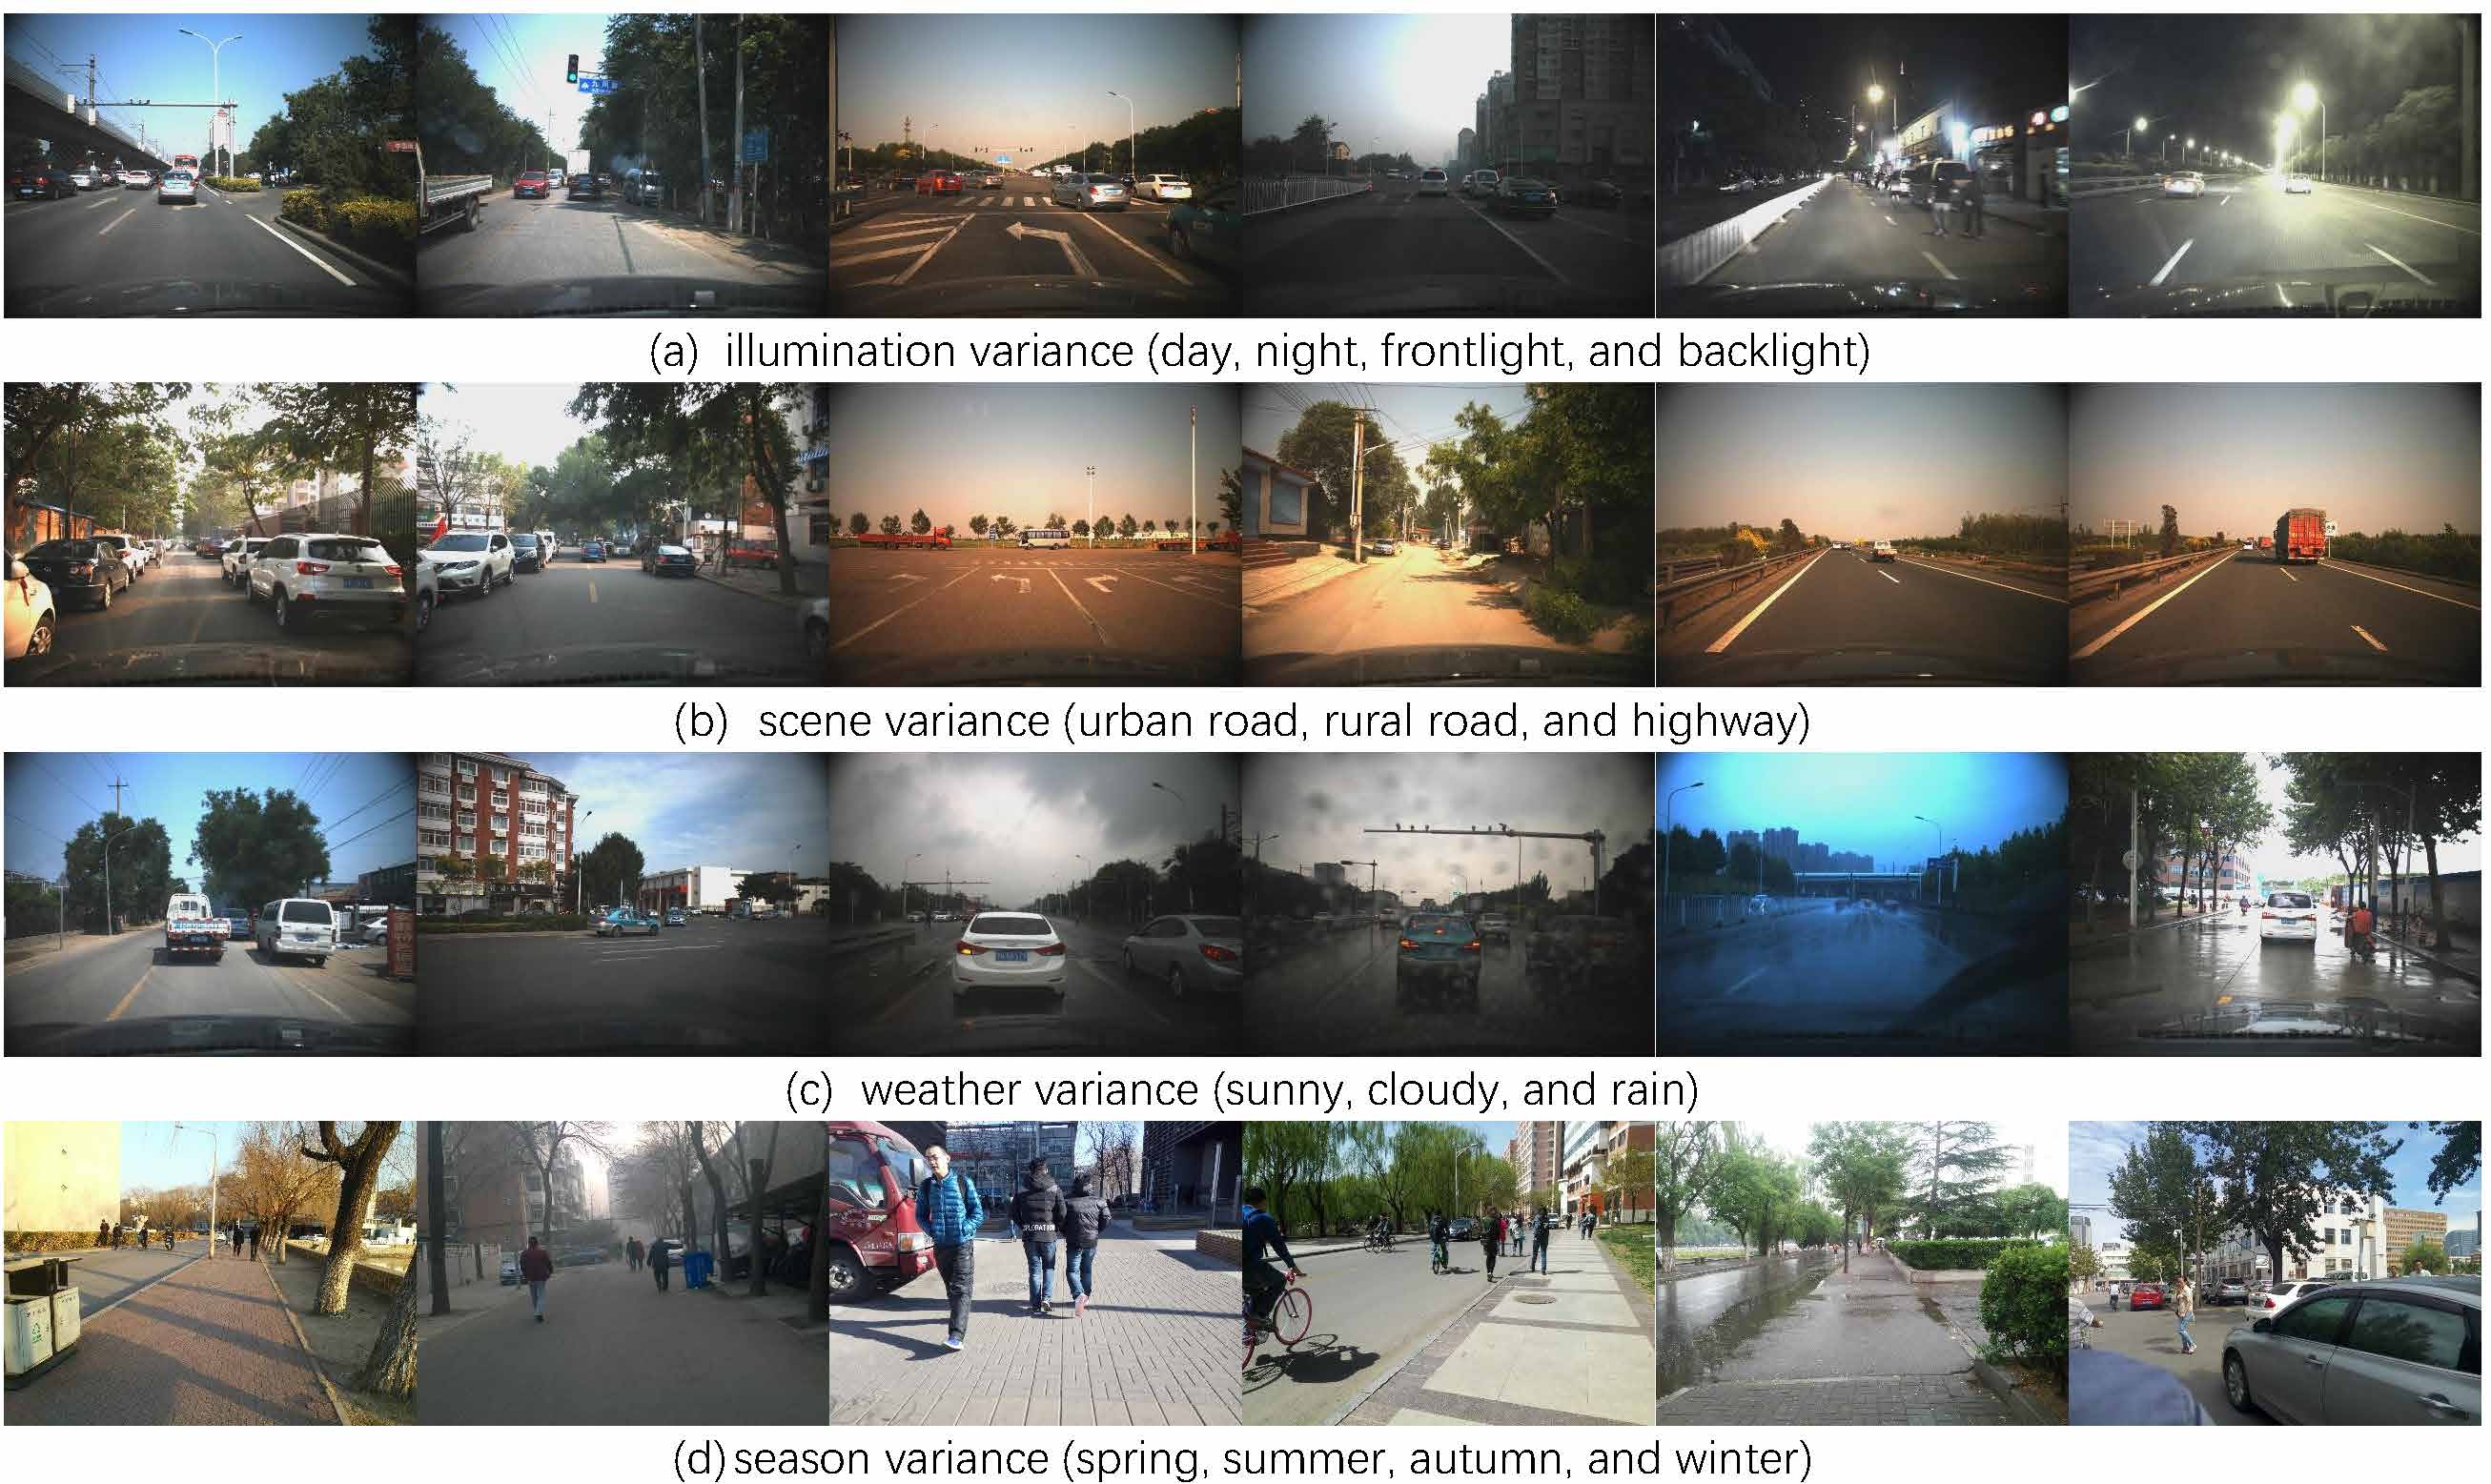 (a) illumination variance (day, night, frontlight, and backlight)
(b) scene variance (urban road, rural road, and highway)
(c) weather variance (sunny, cloudy, and rain)
XPLORATION
(d) season variance (spring, summer, autumn, and winter)